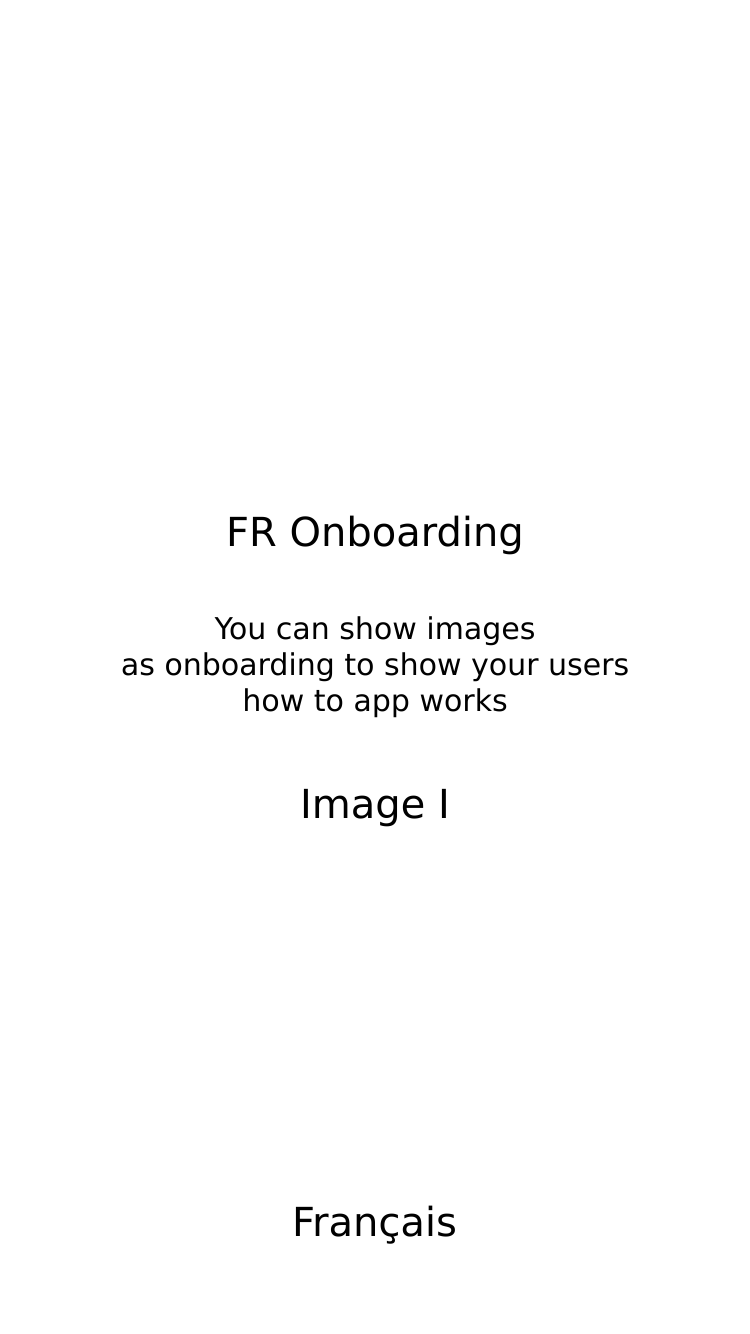 FR Onboarding
You can show images
as onboarding to show your users
how to app works
Image I
Français